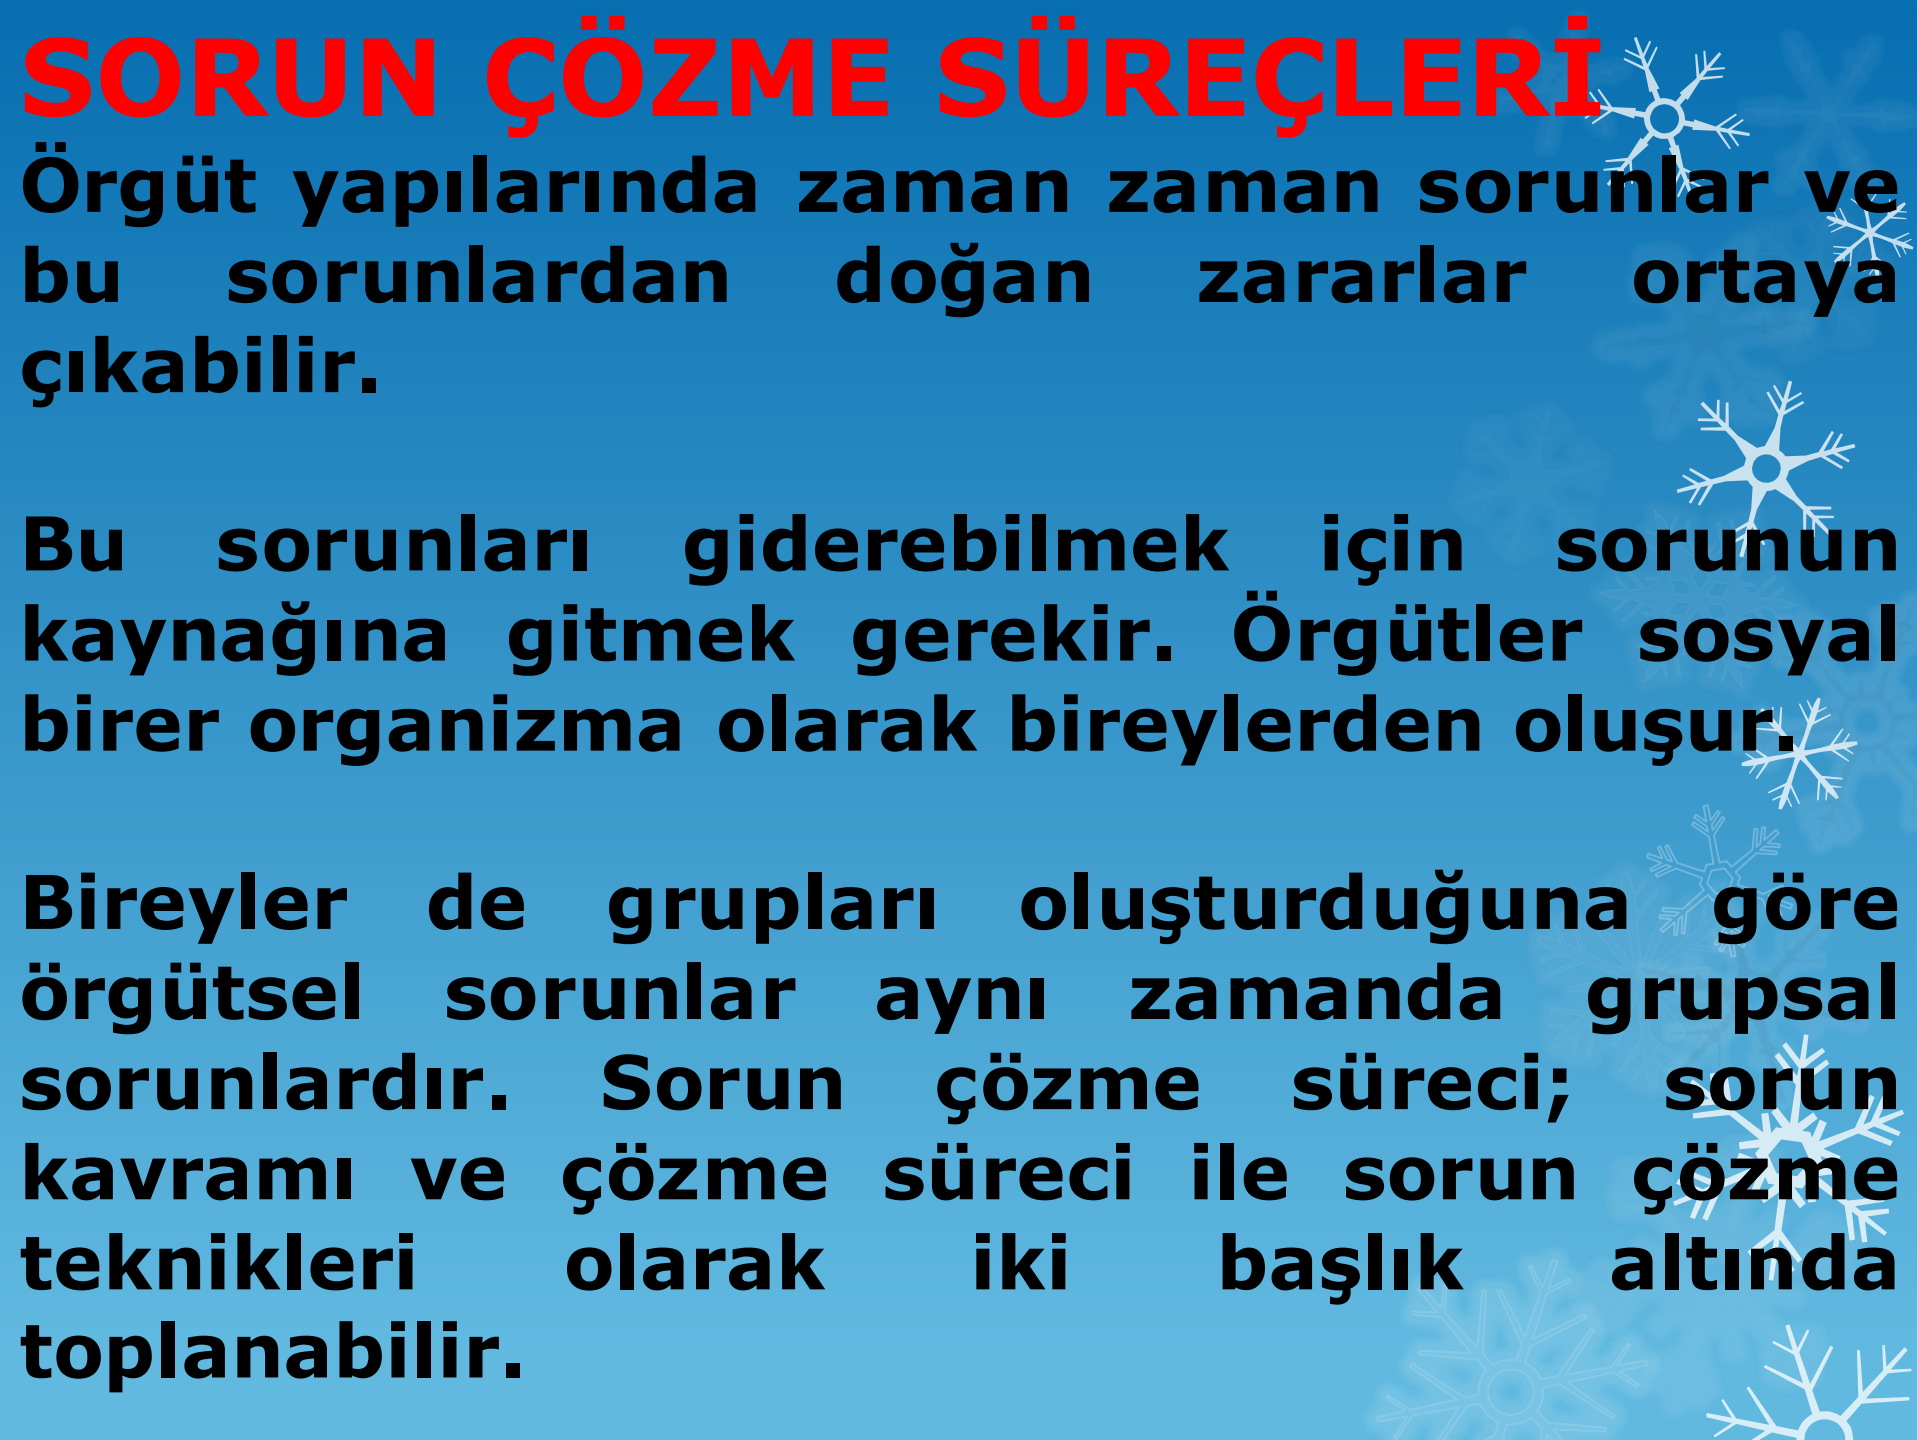 SORUN ÇÖZME SÜREÇLERİ
Örgüt yapılarında zaman zaman sorunlar ve
bu sorunlardan doğan zararlar ortaya
çıkabilir.
Bu sorunları giderebilmek için sorunun
kaynağına gitmek gerekir. Örgütler sosyal
birer organizma olarak bireylerden oluşur.
Bireyler de grupları oluşturduğuna göre
örgütsel sorunlar aynı zamanda grupsal
sorunlardır. Sorun çözme süreci; sorun
kavramı ve çözme süreci ile sorun çözme
teknikleri olarak iki başlık altında
toplanabilir.